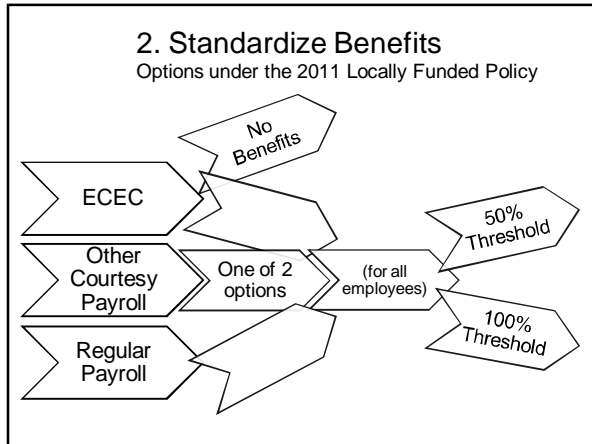 2. Standardize Benefits
Options under the 2011 Locally Funded Policy
No
Benefits
ECEC
Other
Courtesy
Payroll
One of 2
options
(for all
employees)
50%
Threshold
100%
Threshold
Regular
Payroll